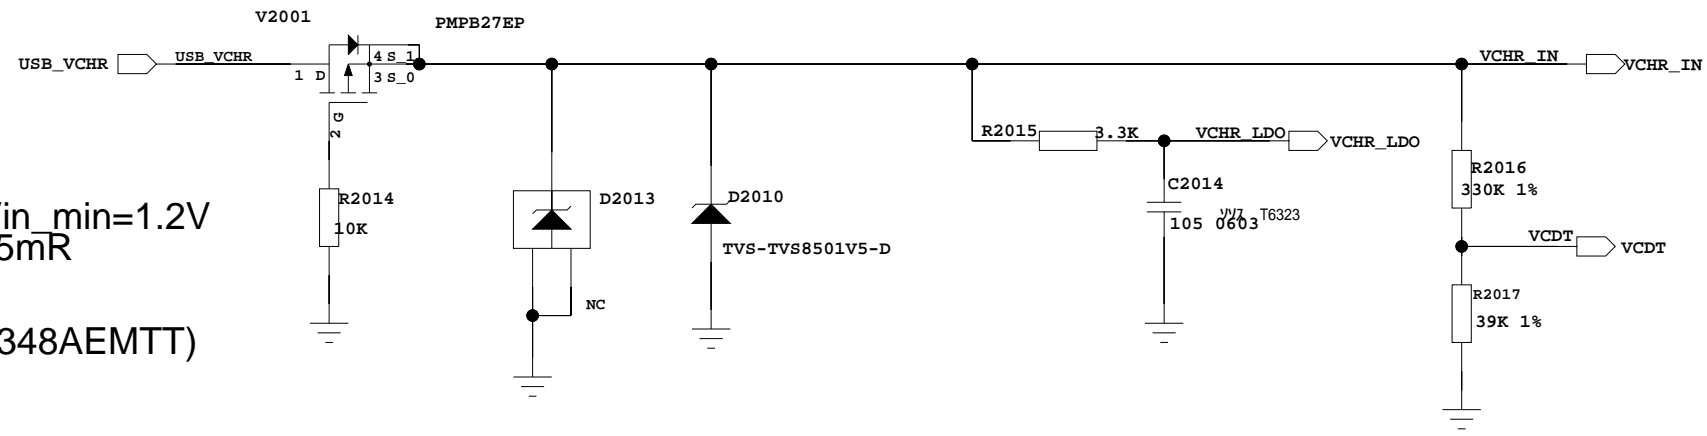 V2001
PMPB27EP
USB_VCHR
USB_VCHR
1 D
4 S_1
3 S_0
2 G
VCHR_IN
VCHR_IN
R2015
3.3K
VCHR_LDO
VCHR_LDO
R2014
10K
in_min=1.2V
5mR
348AEMTT)
D2013
NC
D2010
TVS-TVS8501V5-D
C2014
105 0603
T6323
R2016
330K 1%
VCDT
VCDT
R2017
39K 1%